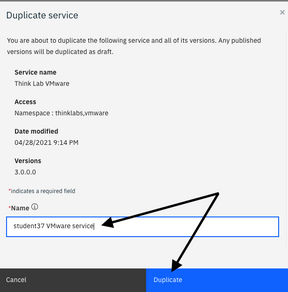 Duplicate service
You are about to duplicate the following service and all of its versions. Any published
versions will be duplicated as draft.
Service name
Think Lab VMware
Access
Namespace : thinklabs,vmware
Date modified
04/28/2021 9:14 PM
Versions
3.0.0.0
*indicates a required field
*Name
student37 VMware service
Cancel
Duplicate